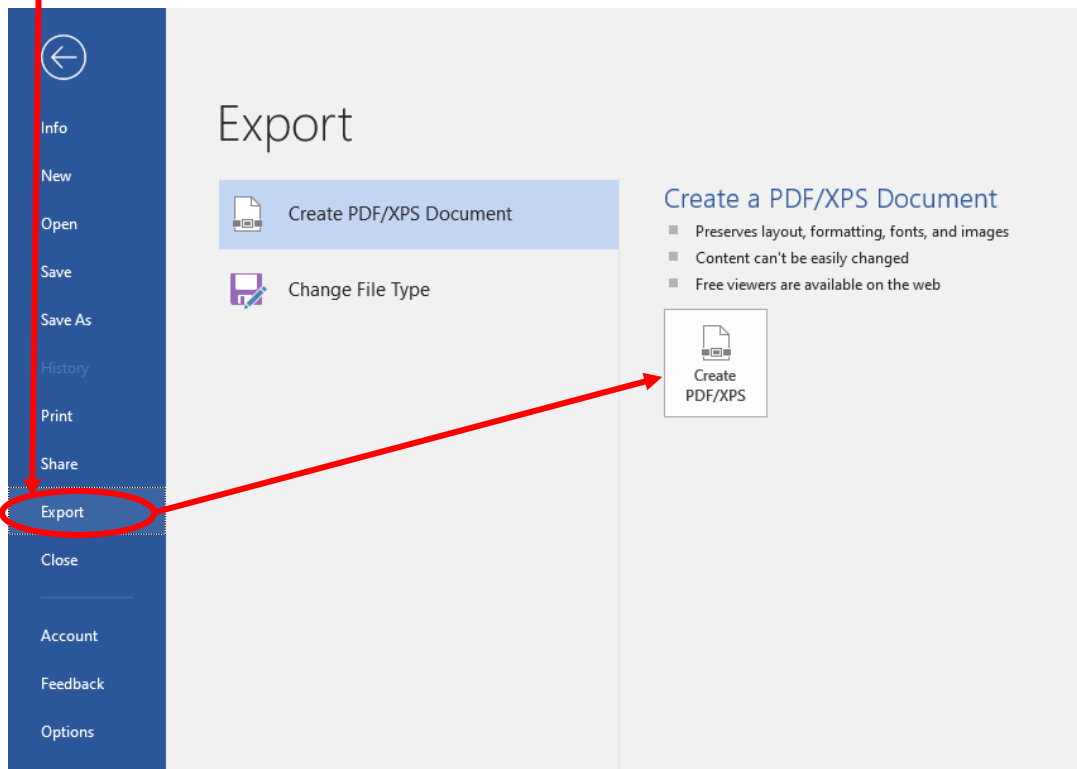 Info
New
Open
Save
Save As
History
Print
Share
Export
Close
Account
Feedback
Options
Export
Create PDF/XPS Document
Change File Type
Create a PDF/XPS Document
Preserves layout, formatting, fonts, and images
Content can't be easily changed
Free viewers are available on the web
Create
PDF/XPS